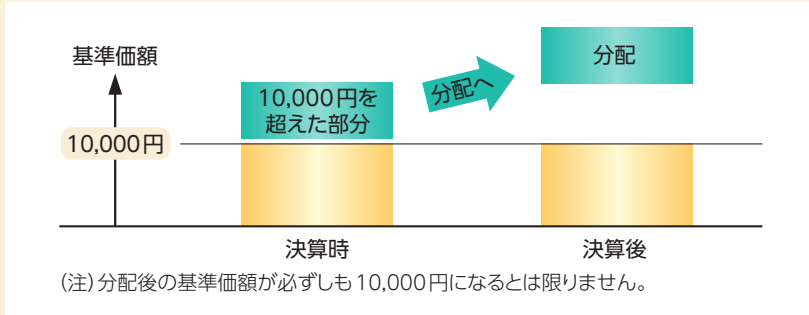 基準価額
10,000円を
超えた部分
分配へ
分配
10,000円
決算時
決算後
(注)分配後の基準価額が必ずしも10,000円になるとは限りません。